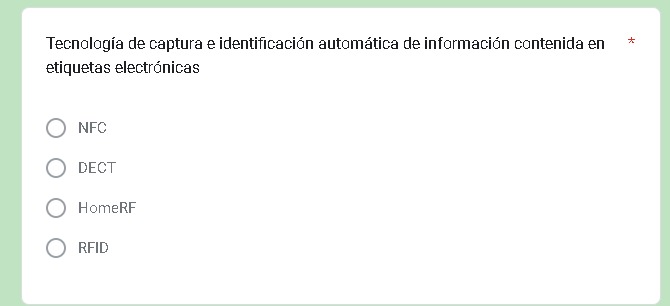 Tecnología de captura e identificación automática de información contenida en *
etiquetas electrónicas
NFC
DECT
HomeRF
RFID